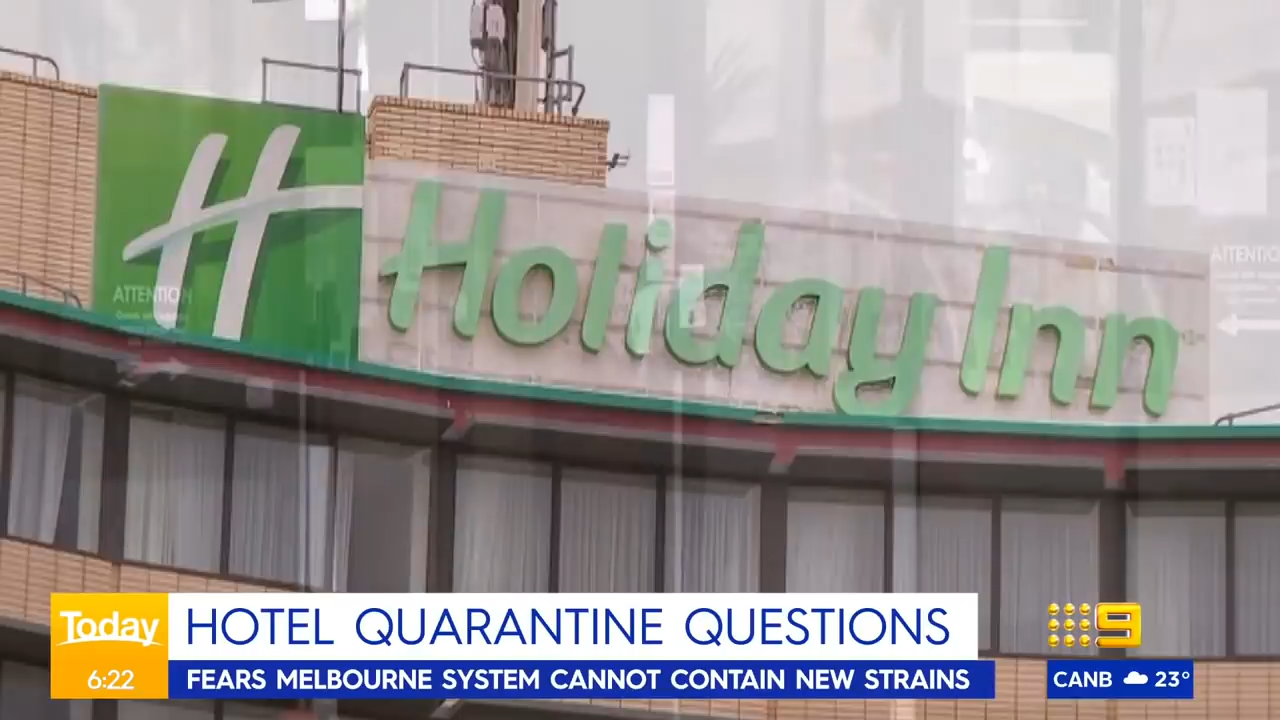 H
Holiday Inn
ATTENTION
ATTENTION
Today
6:22
HOTEL QUARANTINE QUESTIONS
FEARS MELBOURNE SYSTEM CANNOT CONTAIN NEW STRAINS
9
CANB 23°